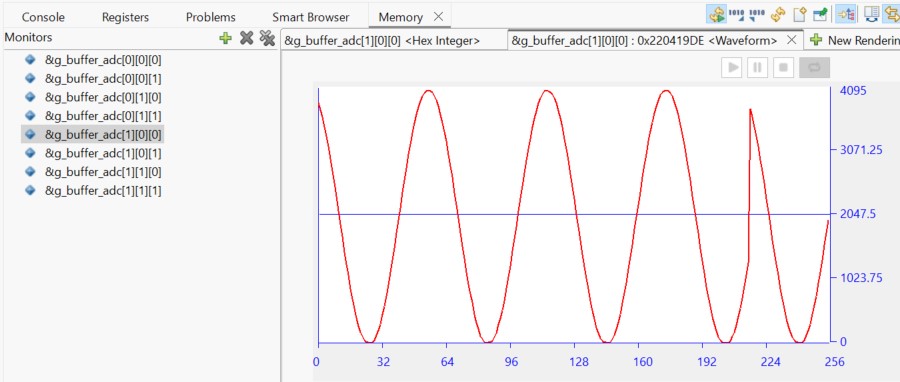 Console Registers Problems Smart Browser Memory
Monitors
&g_buffer_adc[1][0][0] <Hex Integer>
&g_buffer_adc[1][0][0] : 0x220419DE <Waveform>
New Rendering
&g_buffer_adc[0][0][0]
&g_buffer_adc[0][0][1]
&g_buffer_adc[0][1][0]
&g_buffer_adc[0][1][1]
&g_buffer_adc[1][0][0]
&g_buffer_adc[1][0][1]
&g_buffer_adc[1][1][0]
&g_buffer_adc[1][1][1]
4095
3071.25
2047.5
1023.75
0
0 32 64 96 128 160 192 224 256